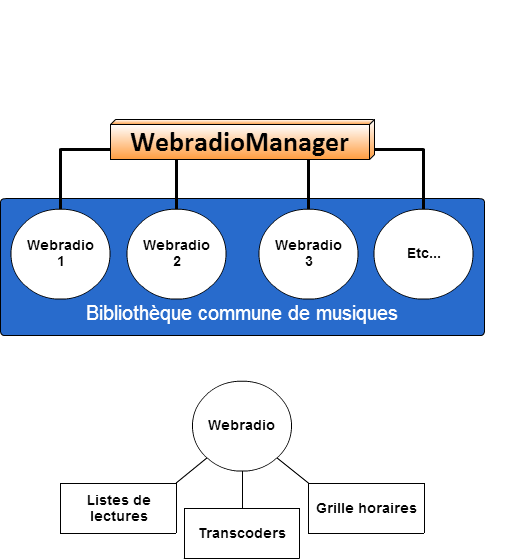 WebradioManager
Webradio
1
Webradio
2
Webradio
3
Etc...
Bibliothèque commune de musiques
Webradio
Listes de
lectures
Transcoders
Grille horaires